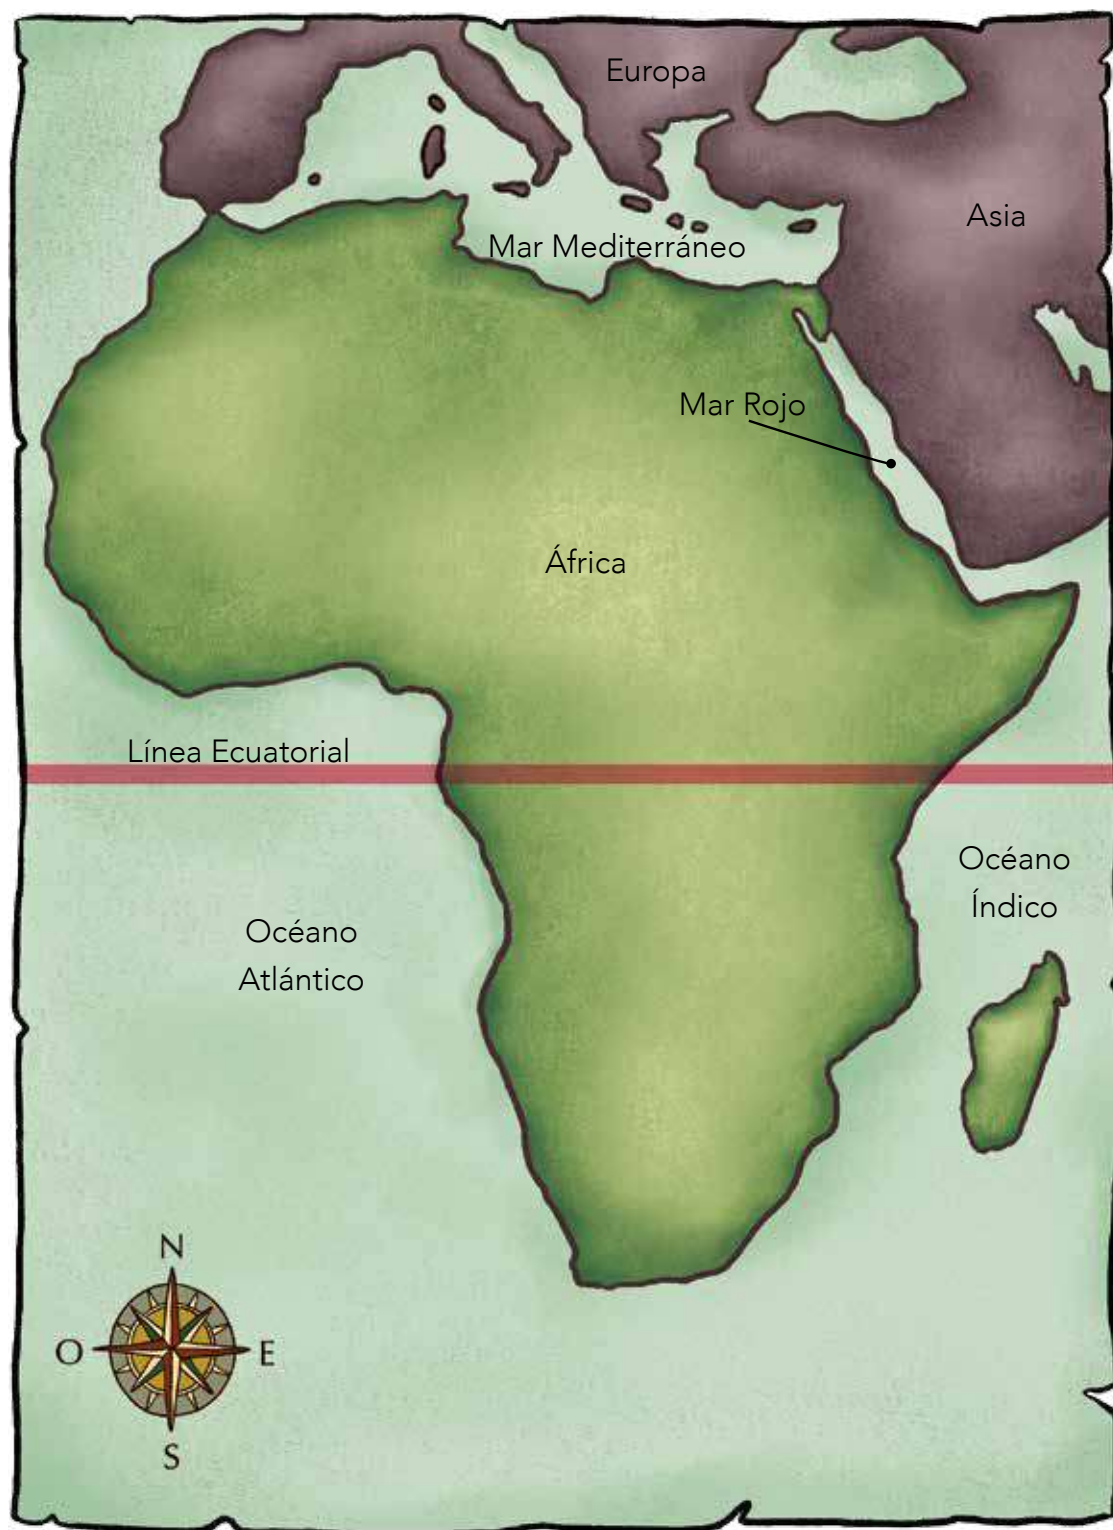 Europa
Asia
Mar Mediterráneo
Mar Rojo
África
Línea Ecuatorial
Océano
Índico
Océano
Atlántico
N
O
E
S